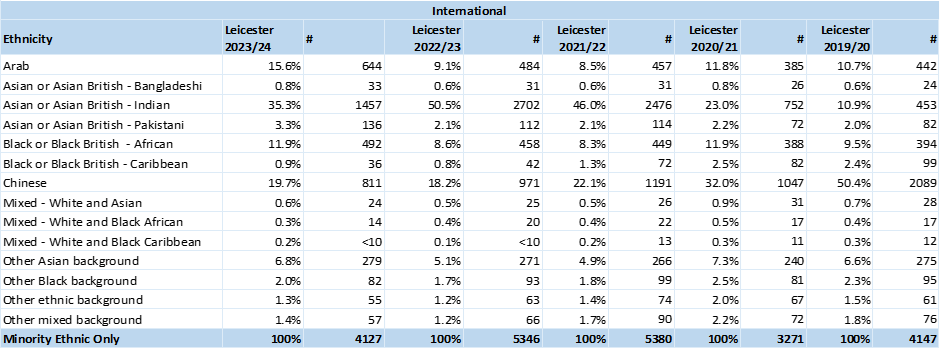 International
Ethnicity Leicester 2023/24 # Leicester 2022/23 # Leicester 2021/22 # Leicester 2020/21 # Leicester 2019/20 #
Arab 15.6% 644 9.1% 484 8.5% 457 11.8% 385 10.7% 442
Asian or Asian British - Bangladeshi 0.8% 33 0.6% 31 0.6% 31 0.8% 26 0.6% 24
Asian or Asian British - Indian 35.3% 1457 50.5% 2702 46.0% 2476 23.0% 752 10.9% 453
Asian or Asian British - Pakistani 3.3% 136 2.1% 112 2.1% 114 2.2% 72 2.0% 82
Black or Black British - African 11.9% 492 8.6% 458 8.3% 449 11.9% 388 9.5% 394
Black or Black British - Caribbean 0.9% 36 0.8% 42 1.3% 72 2.5% 82 2.4% 99
Chinese 19.7% 811 18.2% 971 22.1% 1191 32.0% 1047 50.4% 2089
Mixed - White and Asian 0.6% 24 0.5% 25 0.5% 26 0.9% 31 0.7% 28
Mixed - White and Black African 0.3% 14 0.4% 20 0.4% 22 0.5% 17 0.4% 17
Mixed - White and Black Caribbean 0.2% <10 0.1% <10 0.2% 13 0.3% 11 0.3% 12
Other Asian background 6.8% 279 5.1% 271 4.9% 266 7.3% 240 6.6% 275
Other Black background 2.0% 82 1.7% 93 1.8% 99 2.5% 81 2.3% 95
Other ethnic background 1.3% 55 1.2% 63 1.4% 74 2.0% 67 1.5% 61
Other mixed background 1.4% 57 1.2% 66 1.7% 90 2.2% 72 1.8% 76
Minority Ethnic Only 100% 4127 100% 5346 100% 5380 100% 3271 100% 4147